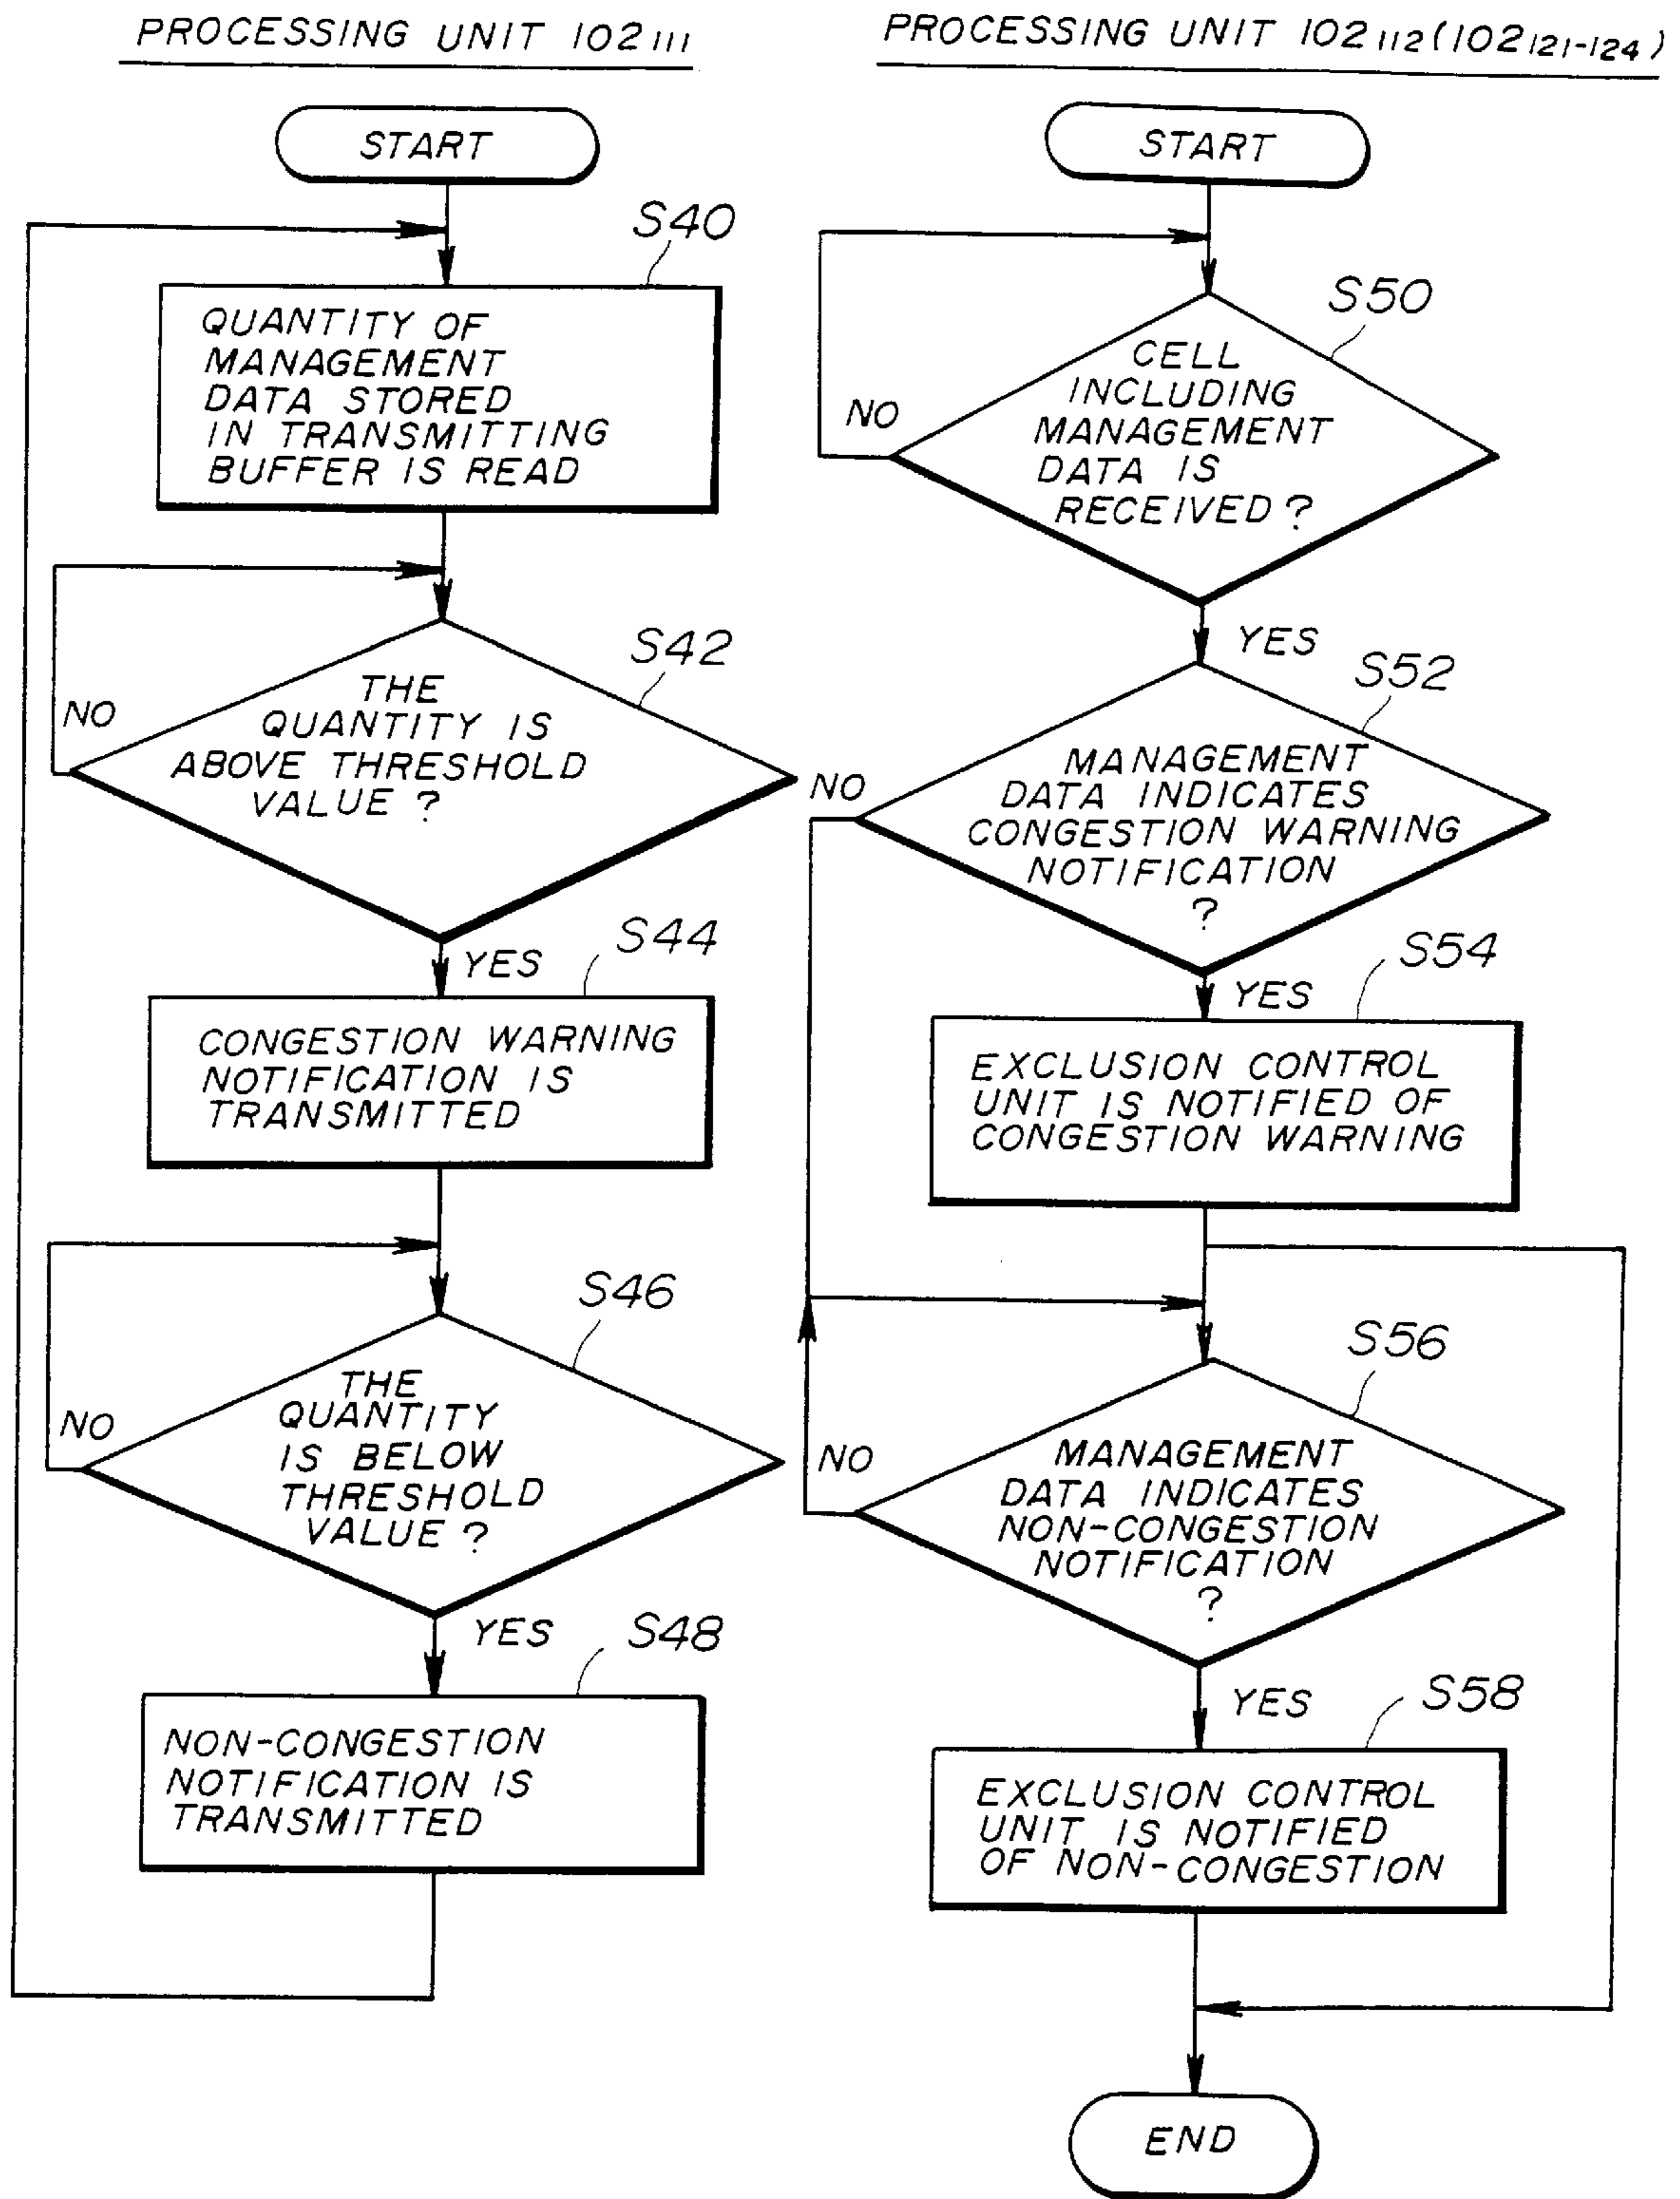 PROCESSING UNIT 102₁₁₁
START
S40
QUANTITY OF
MANAGEMENT
DATA STORED
IN TRANSMITTING
BUFFER IS READ
S42
THE
QUANTITY IS
ABOVE THRESHOLD
VALUE ?
NO
YES
S44
CONGESTION WARNING
NOTIFICATION IS
TRANSMITTED
S46
THE
QUANTITY
IS BELOW
THRESHOLD
VALUE ?
NO
YES
S48
NON-CONGESTION
NOTIFICATION IS
TRANSMITTED
PROCESSING UNIT 102₁₁₂(102₁₂₁₋₁₂₄)
START
S50
CELL
INCLUDING
MANAGEMENT
DATA IS
RECEIVED ?
NO
YES
S52
MANAGEMENT
DATA INDICATES
CONGESTION WARNING
NOTIFICATION
?
NO
YES
S54
EXCLUSION CONTROL
UNIT IS NOTIFIED OF
CONGESTION WARNING
S56
MANAGEMENT
DATA INDICATES
NON-CONGESTION
NOTIFICATION
?
NO
YES
S58
EXCLUSION CONTROL
UNIT IS NOTIFIED
OF NON-CONGESTION
END